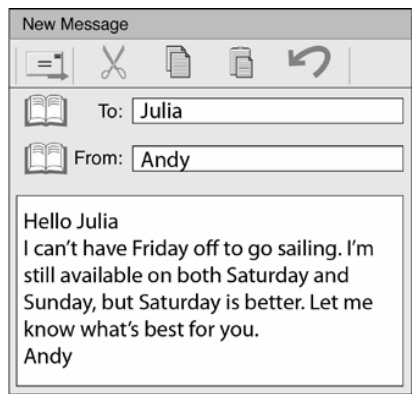 New Message
To: Julia
From: Andy
Hello Julia
I can't have Friday off to go sailing. I'm
still available on both Saturday and
Sunday, but Saturday is better. Let me
know what's best for you.
Andy